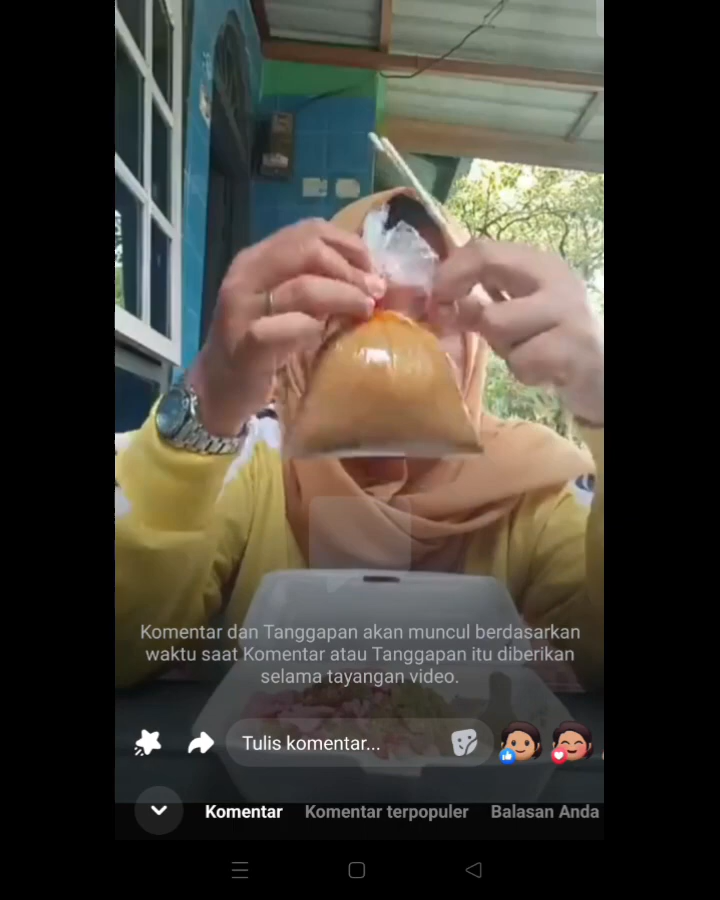 Komentar dan Tanggapan akan muncul berdasarkan
waktu saat Komentar atau Tanggapan itu diberikan
selama tayangan video.
Tulis komentar...
Komentar Komentar terpopuler Balasan Anda